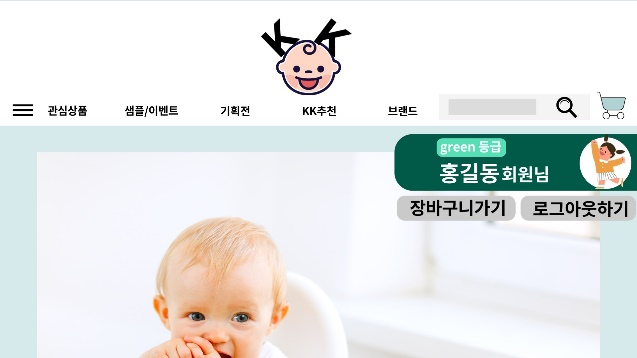 KK
관심상품 샘플/이벤트 기획전 KK추천 브랜드
green 등급
홍길동 회원님
장바구니가기 로그아웃하기